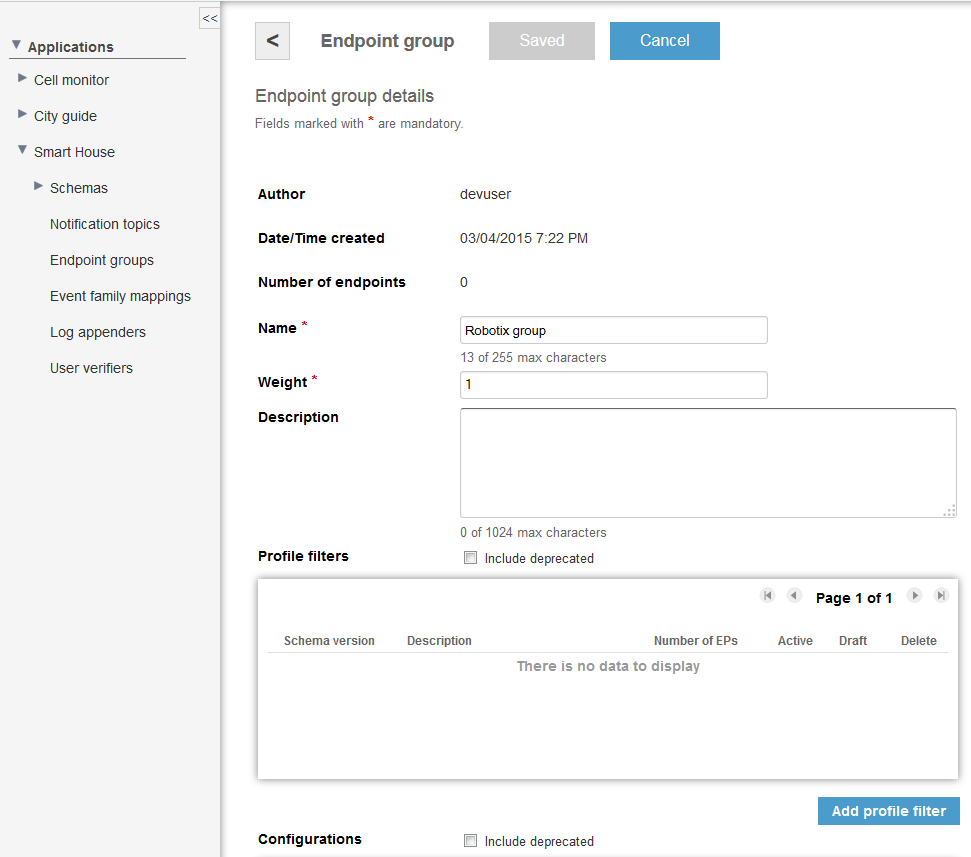 <<
Applications
Cell monitor
City guide
Smart House
Schemas
Notification topics
Endpoint groups
Event family mappings
Log appenders
User verifiers
< Endpoint group Saved Cancel
Endpoint group details
Fields marked with * are mandatory.
Author devuser
Date/Time created 03/04/2015 7:22 PM
Number of endpoints 0
Name * Robotix group
13 of 255 max characters
Weight * 1
Description
0 of 1024 max characters
Profile filters Include deprecated
Page 1 of 1
Schema version Description Number of EPs Active Draft Delete
There is no data to display
Add profile filter
Configurations Include deprecated